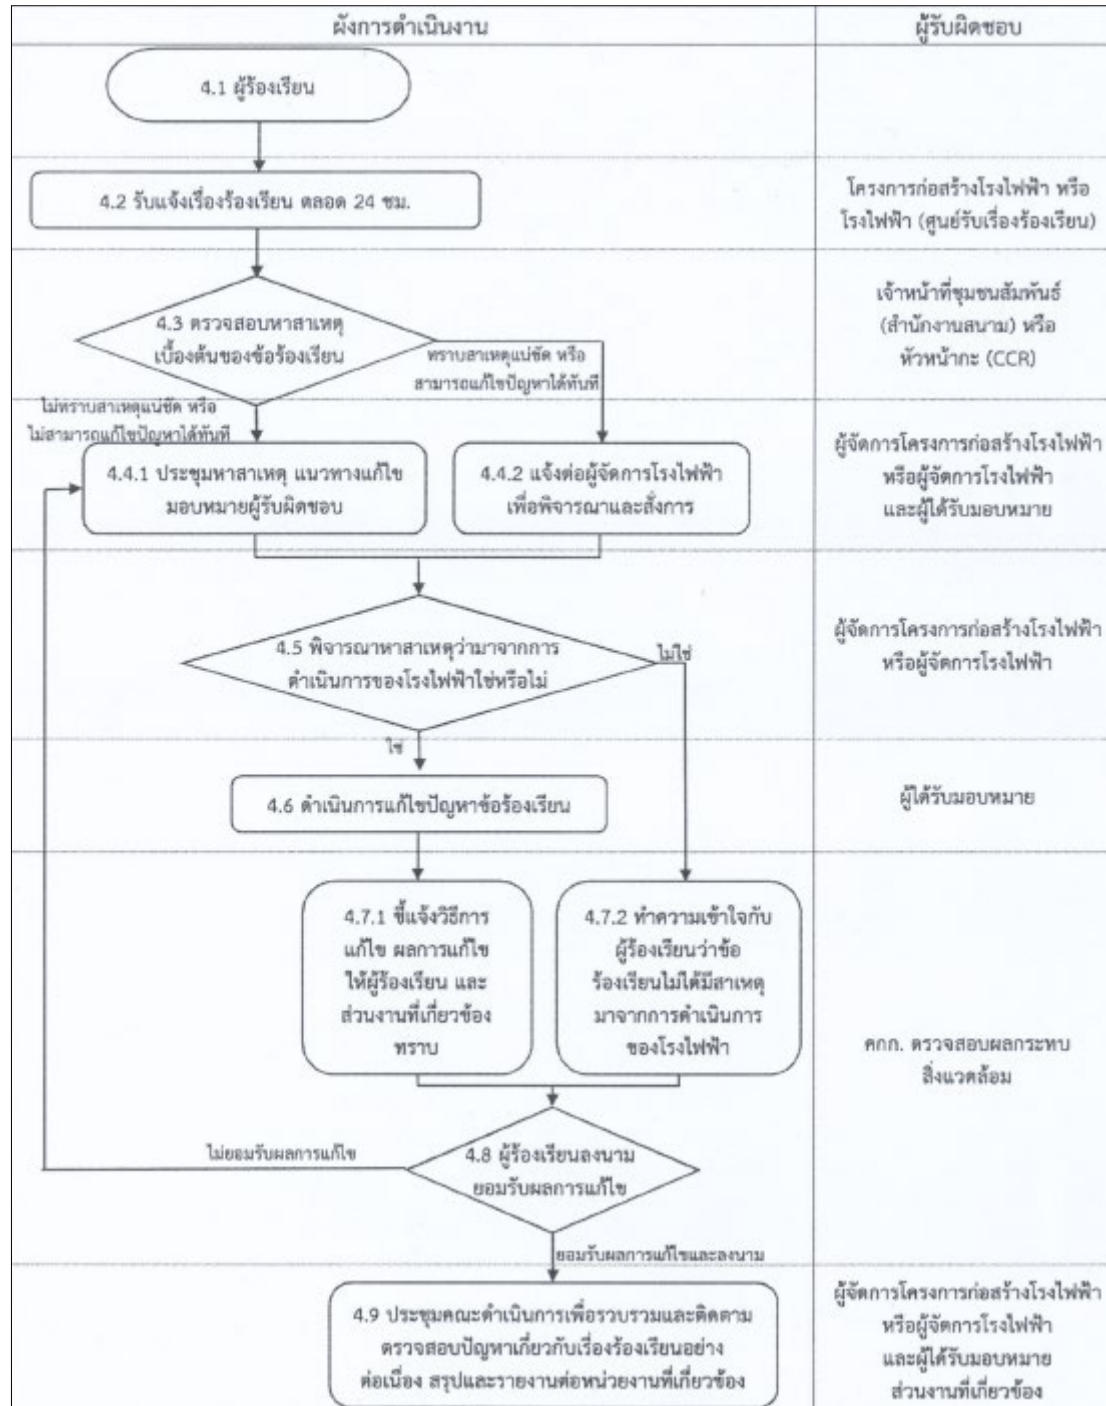 ผังการดำเนินงาน
ผู้รับผิดชอบ
4.1 ผู้ร้องเรียน
4.2 รับแจ้งเรื่องร้องเรียน ตลอด 24 ชม.
โครงการก่อสร้างโรงไฟฟ้า หรือ
โรงไฟฟ้า (ศูนย์รับเรื่องร้องเรียน)
4.3 ตรวจสอบหาสาเหตุ
เบื้องต้นของข้อร้องเรียน
เจ้าหน้าที่ชุมชนสัมพันธ์
(สำนักงานสนาม) หรือ
หัวหน้ากะ (CCR)
ทราบสาเหตุแน่ชัด หรือ
สามารถแก้ไขปัญหาได้ทันที
ไม่ทราบสาเหตุแน่ชัด หรือ
ไม่สามารถแก้ไขปัญหาได้ทันที
4.4.1 ประชุมหาสาเหตุ แนวทางแก้ไข
มอบหมายผู้รับผิดชอบ
4.4.2 แจ้งต่อผู้จัดการโรงไฟฟ้า
เพื่อพิจารณาและสั่งการ
ผู้จัดการโครงการก่อสร้างโรงไฟฟ้า
หรือผู้จัดการโรงไฟฟ้า
และผู้ได้รับมอบหมาย
4.5 พิจารณาหาสาเหตุว่ามาจากการ
ดำเนินการของโรงไฟฟ้าใช่หรือไม่
ไม่ใช่
ใช่
ผู้จัดการโครงการก่อสร้างโรงไฟฟ้า
หรือผู้จัดการโรงไฟฟ้า
4.6 ดำเนินการแก้ไขปัญหาข้อร้องเรียน
ผู้ได้รับมอบหมาย
4.7.1 ชี้แจ้งวิธีการ
แก้ไข ผลการแก้ไข
ให้ผู้ร้องเรียน และ
ส่วนงานที่เกี่ยวข้อง
ทราบ
4.7.2 ทำความเข้าใจกับ
ผู้ร้องเรียนว่าข้อ
ร้องเรียนไม่ได้มีสาเหตุ
มาจากการดำเนินการ
ของโรงไฟฟ้า
คกก. ตรวจสอบผลกระทบ
สิ่งแวดล้อม
ไม่ยอมรับผลการแก้ไข
4.8 ผู้ร้องเรียนลงนาม
ยอมรับผลการแก้ไข
ยอมรับผลการแก้ไขและลงนาม
4.9 ประชุมคณะดำเนินการเพื่อรวบรวมและติดตาม
ตรวจสอบปัญหาเกี่ยวกับเรื่องร้องเรียนอย่าง
ต่อเนื่อง สรุปและรายงานต่อหน่วยงานที่เกี่ยวข้อง
ผู้จัดการโครงการก่อสร้างโรงไฟฟ้า
หรือผู้จัดการโรงไฟฟ้า
และผู้ได้รับมอบหมาย
ส่วนงานที่เกี่ยวข้อง